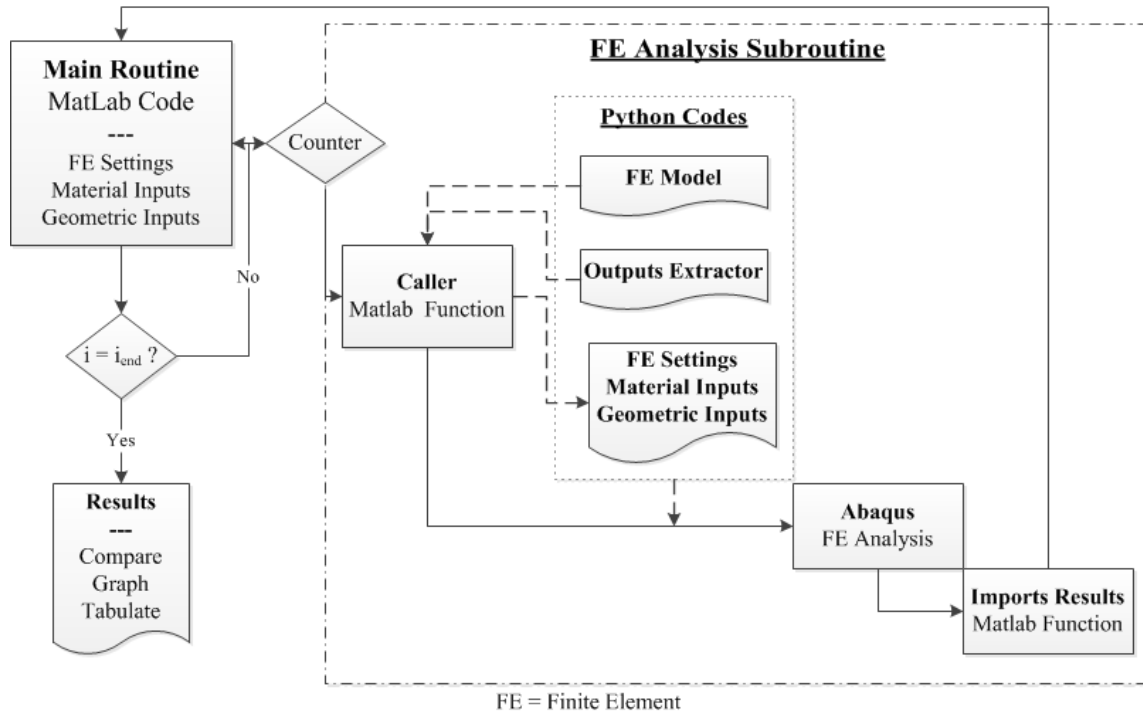 Main Routine
MatLab Code
---
FE Settings
Material Inputs
Geometric Inputs
Counter
No
i = iend ?
Yes
Results
---
Compare
Graph
Tabulate
FE Analysis Subroutine
Python Codes
FE Model
Outputs Extractor
FE Settings
Material Inputs
Geometric Inputs
Caller
Matlab Function
Abaqus
FE Analysis
Imports Results
Matlab Function
FE = Finite Element